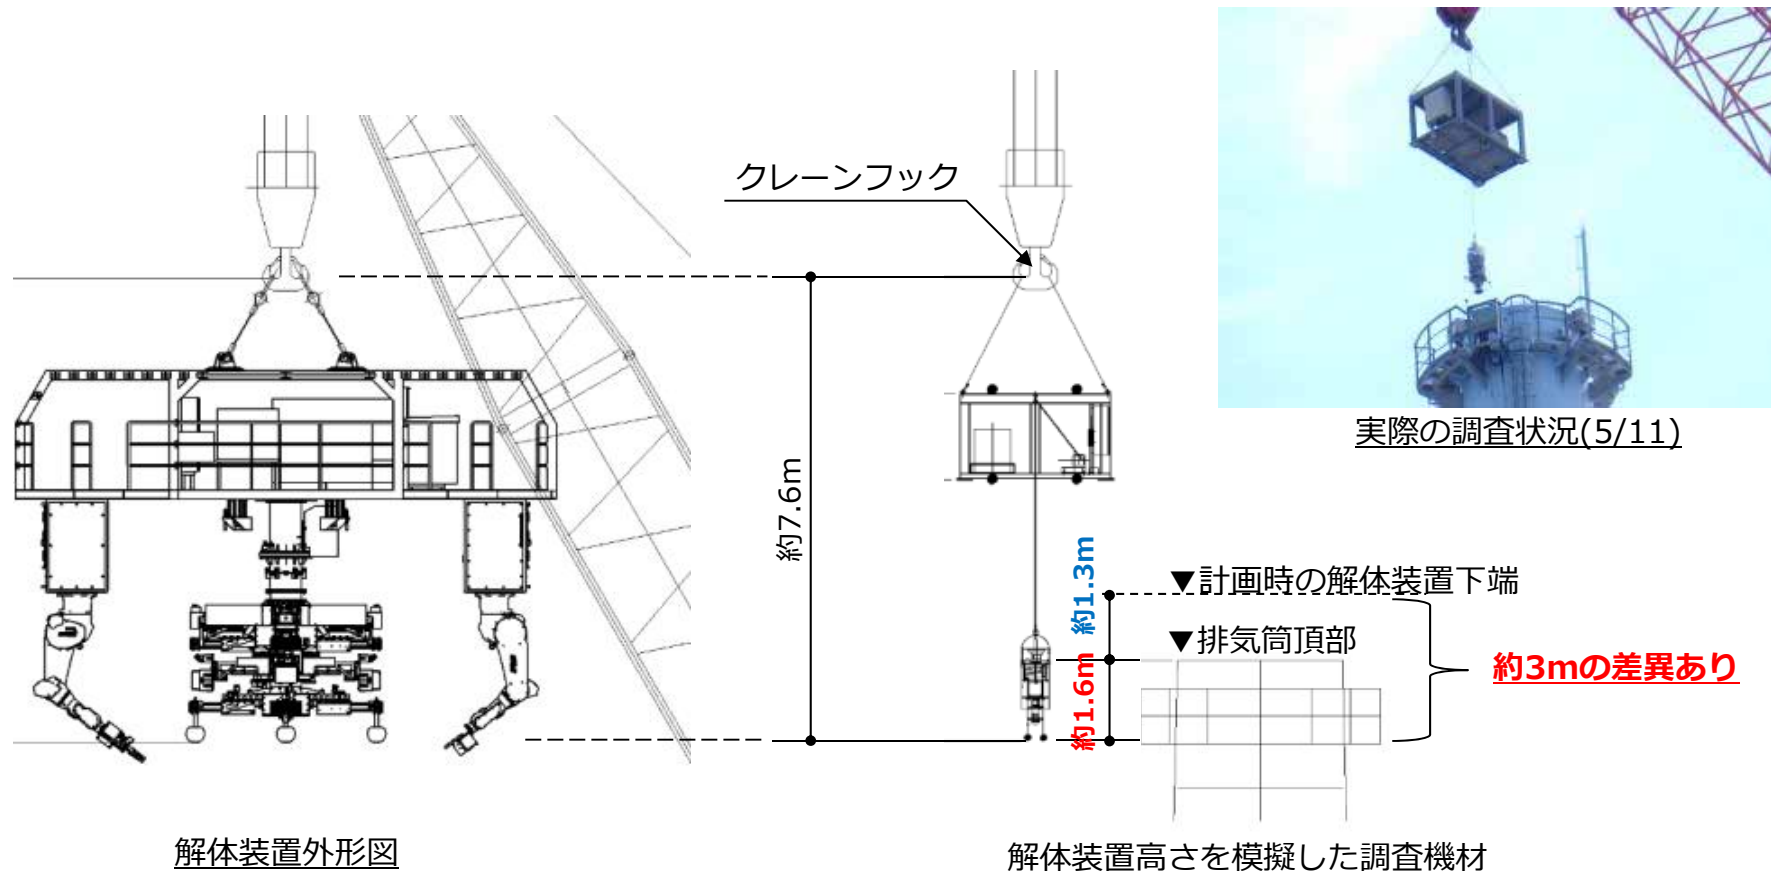 クレーンフック
実際の調査状況(5/11)
約7.6m
約1.3m
▼計画時の解体装置下端
▼排気筒頂部
約1.6m
約3mの差異あり
解体装置外形図
解体装置高さを模擬した調査機材